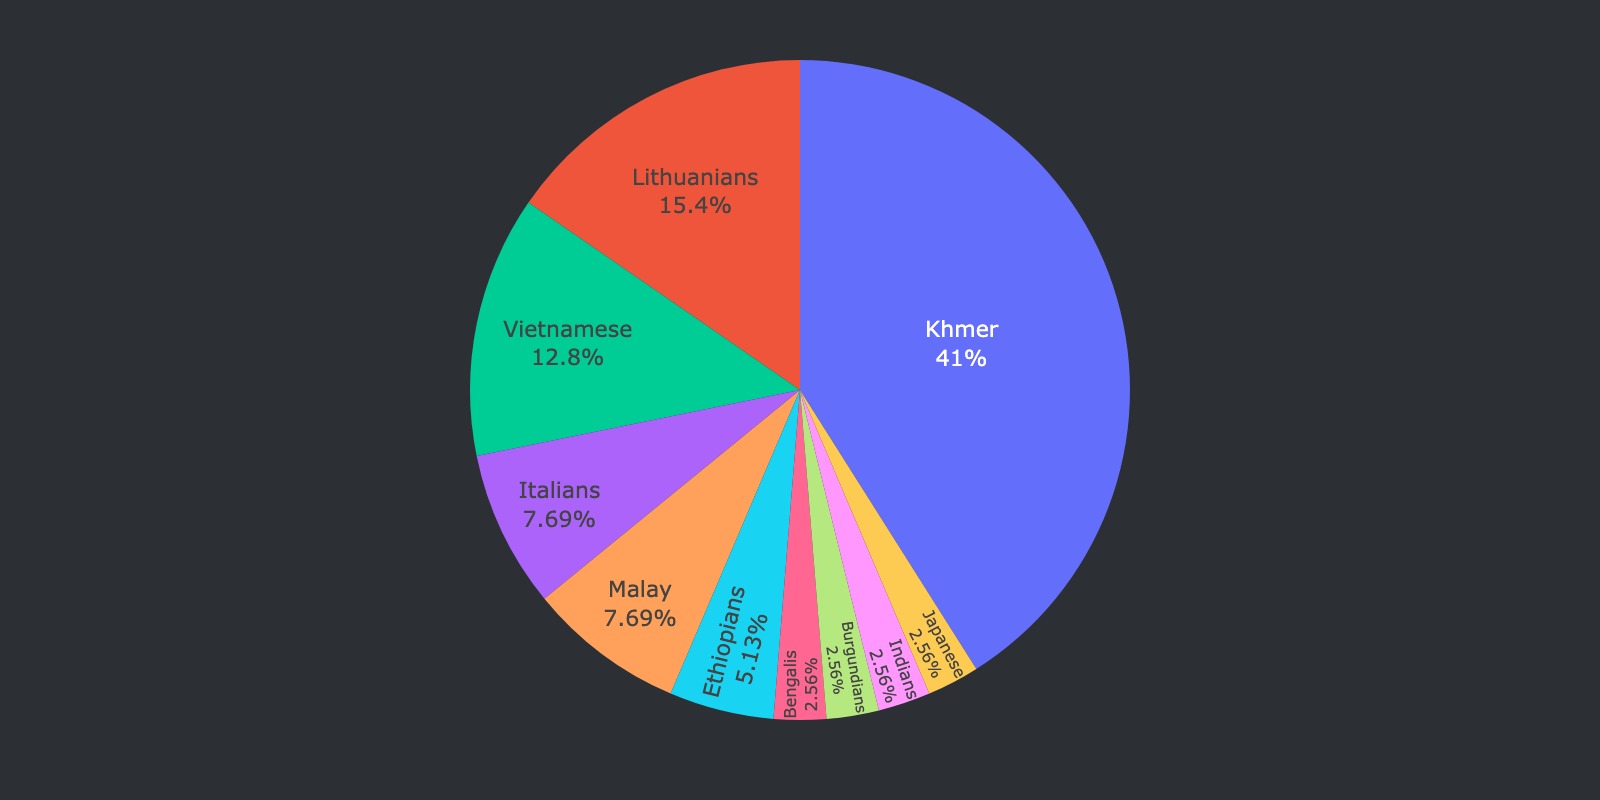 Lithuanians
15.4%
Khmer
41%
Vietnamese
12.8%
Italians
7.69%
Malay
7.69%
Ethiopians
5.13%
Bengalis
2.56%
Burgundians
2.56%
Indians
2.56%
Japanese
2.56%